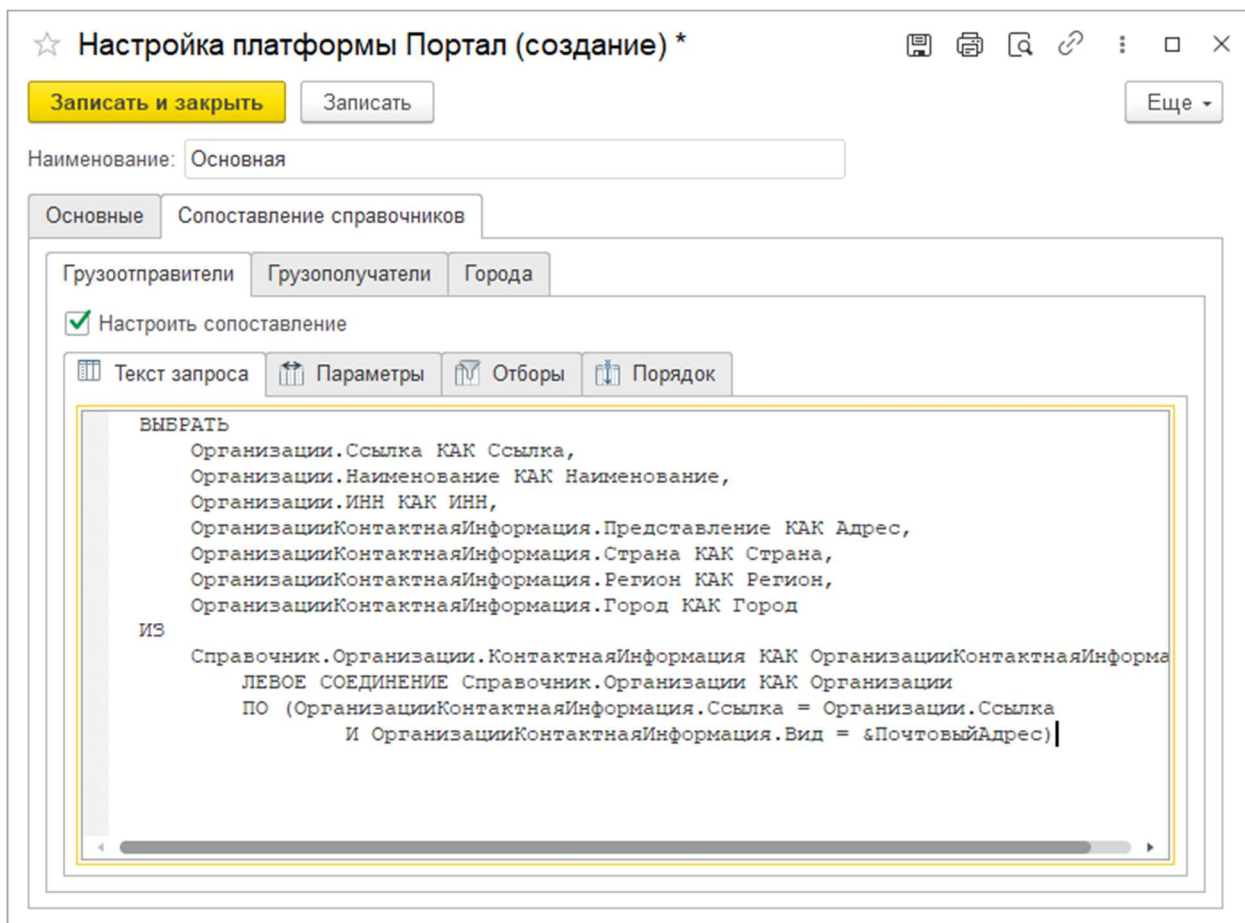 Настройка платформы Портал (создание) *
Записать и закрыть
Записать
Еще
Наименование: Основная
Основные
Сопоставление справочников
Грузоотправители
Грузополучатели
Города
Настроить сопоставление
Текст запроса
Параметры
Отборы
Порядок
ВЫБРАТЬ
Организации.Ссылка КАК Ссылка,
Организации.Наименование КАК Наименование,
Организации.ИНН КАК ИНН,
ОрганизацииКонтактнаяИнформация.Представление КАК Адрес,
ОрганизацииКонтактнаяИнформация.Страна КАК Страна,
ОрганизацииКонтактнаяИнформация.Регион КАК Регион,
ОрганизацииКонтактнаяИнформация.Город КАК Город
ИЗ
Справочник.Организации.КонтактнаяИнформация КАК ОрганизацииКонтактнаяИнформа
ЛЕВОЕ СОЕДИНЕНИЕ Справочник.Организации КАК Организации
ПО (ОрганизацииКонтактнаяИнформация.Ссылка = Организации.Ссылка
И ОрганизацииКонтактнаяИнформация.Вид = &ПочтовыйАдрес)